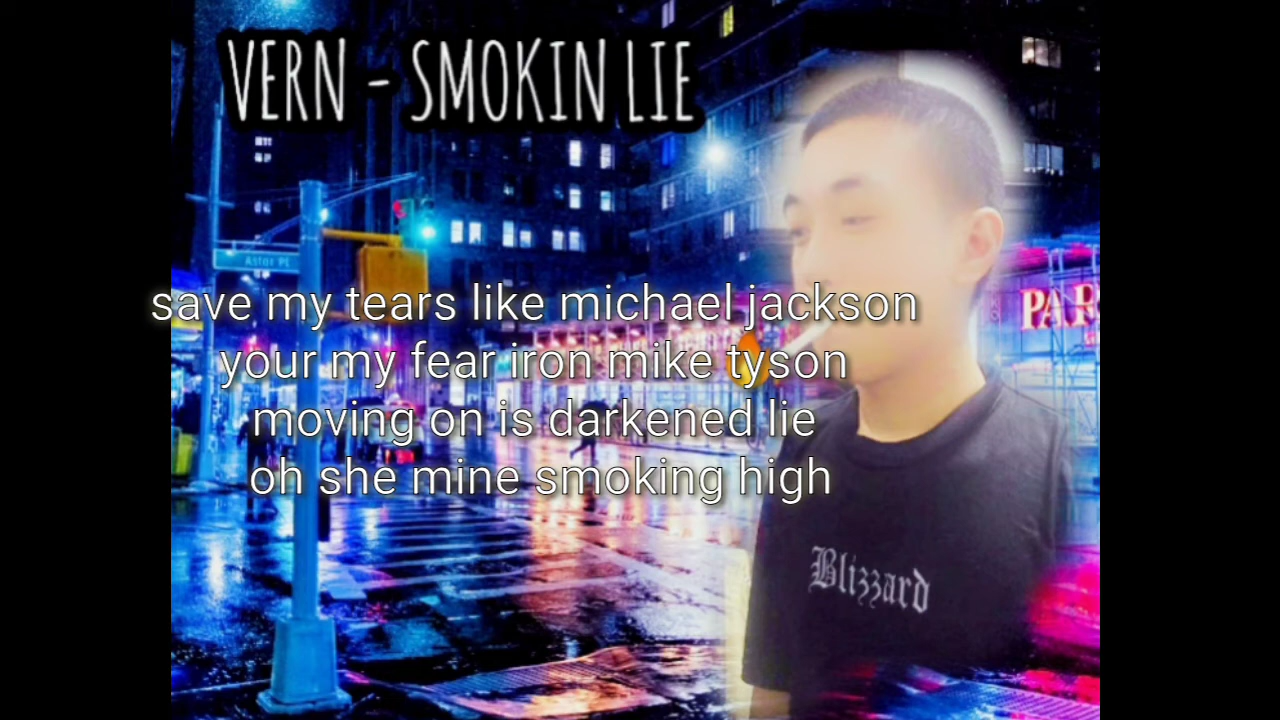 VERN - SMOKIN LIE
Astor Pl
save my tears like michael jackson
your my fear iron mike tyson
moving on is darkened lie
oh she mine smoking high
Blizzard